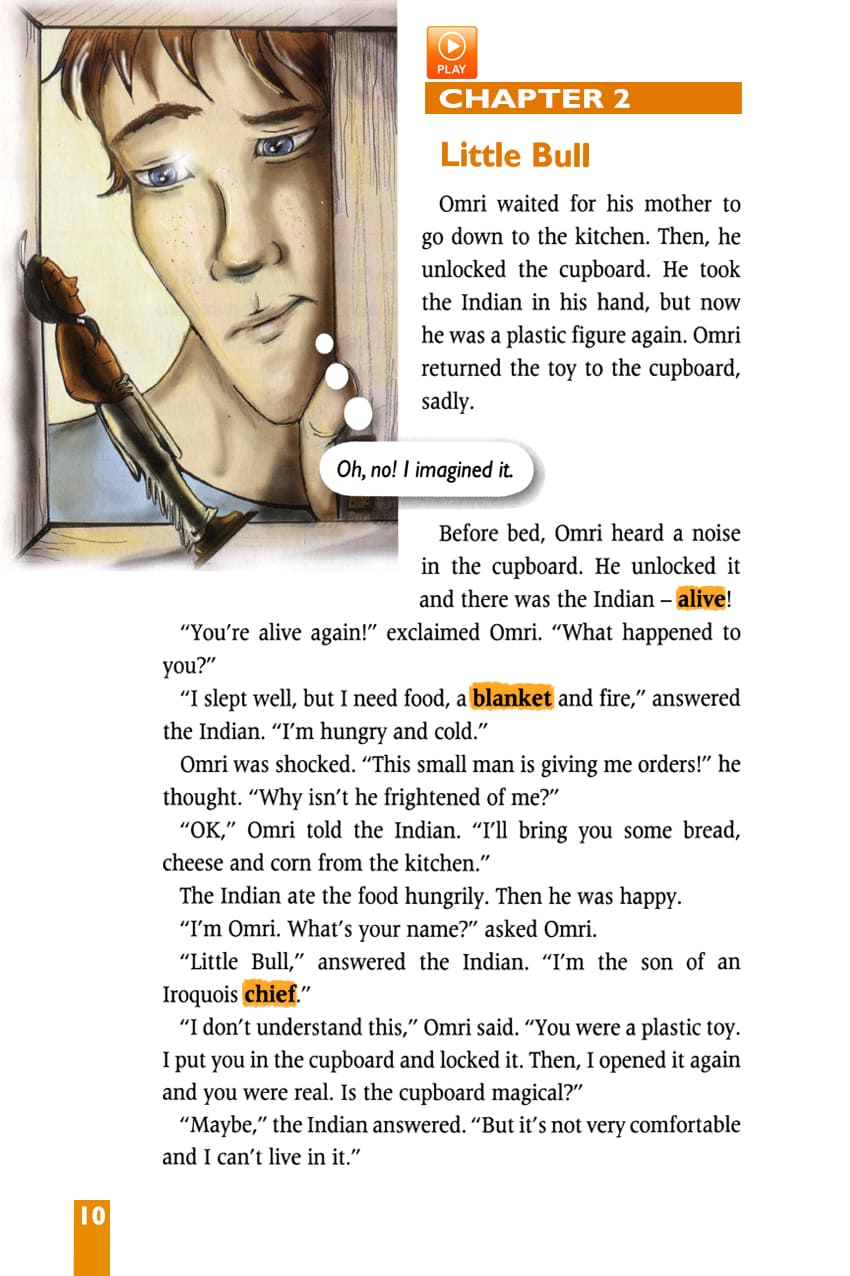 PLAY
CHAPTER 2
Little Bull
Omri waited for his mother to
go down to the kitchen. Then, he
unlocked the cupboard. He took
the Indian in his hand, but now
he was a plastic figure again. Omri
returned the toy to the cupboard,
sadly.
Oh, no! I imagined it.
Before bed, Omri heard a noise
in the cupboard. He unlocked it
and there was the Indian – alive!
“You’re alive again!” exclaimed Omri. “What happened to
you?”
“I slept well, but I need food, a blanket and fire,” answered
the Indian. “I’m hungry and cold.”
Omri was shocked. “This small man is giving me orders!” he
thought. “Why isn’t he frightened of me?”
“OK,” Omri told the Indian. “I’ll bring you some bread,
cheese and corn from the kitchen.”
The Indian ate the food hungrily. Then he was happy.
“I’m Omri. What’s your name?” asked Omri.
“Little Bull,” answered the Indian. “I’m the son of an
Iroquois chief.”
“I don’t understand this,” Omri said. “You were a plastic toy.
I put you in the cupboard and locked it. Then, I opened it again
and you were real. Is the cupboard magical?”
“Maybe,” the Indian answered. “But it’s not very comfortable
and I can’t live in it.”
10